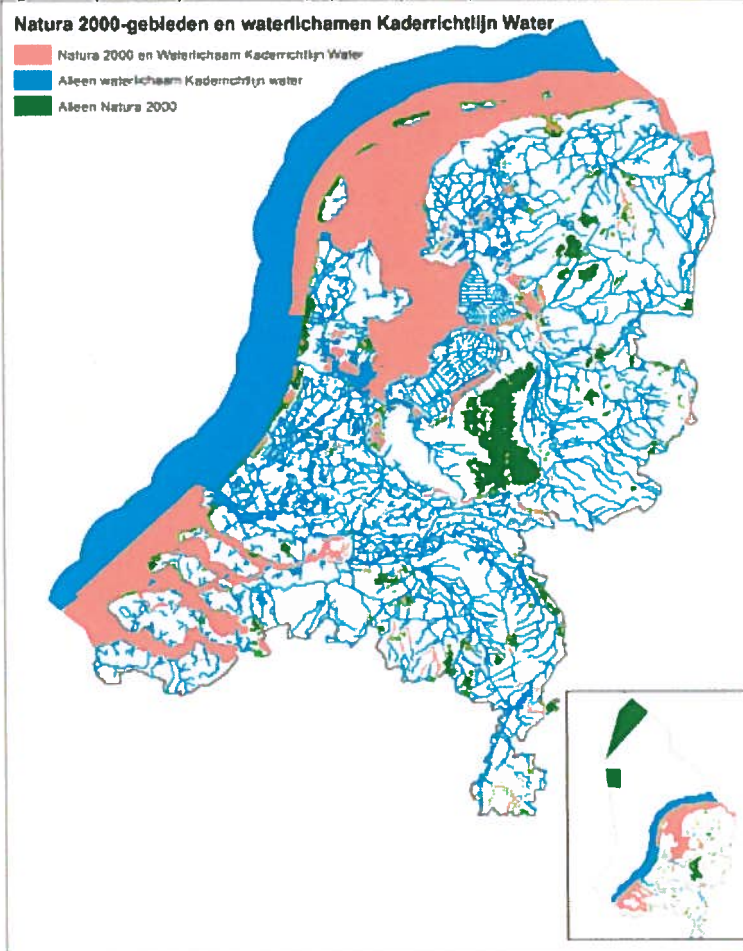 Natura 2000-gebieden en waterlichamen Kaderrichtlijn Water
Natura 2000 en Waterlichaam Kaderrichtlijn Water
Alleen waterlichaam Kaderrichtlijn water
Alleen Natura 2000